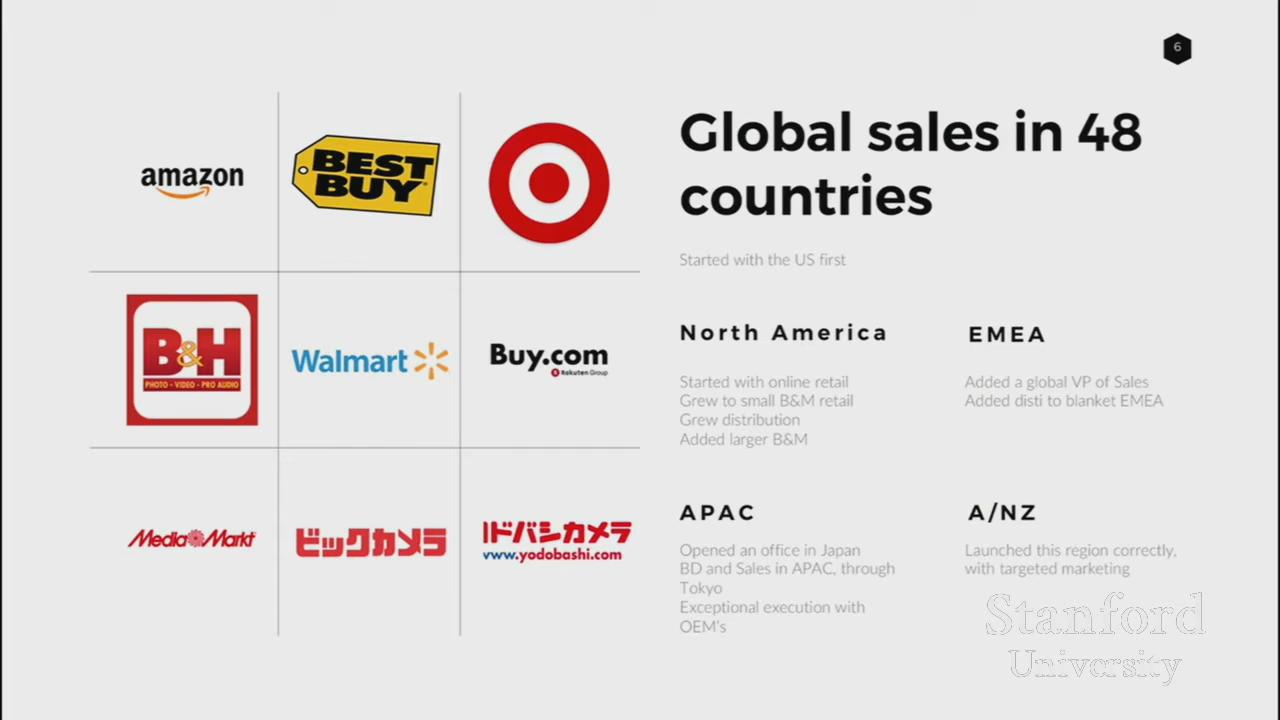 6
amazon
BEST
BUY
B&H
PHOTO - VIDEO - PRO AUDIO
Walmart
Buy.com
Rakuten Group
Media Markt
ビックカメラ
ヨドバシカメラ
www.yodobashi.com
Global sales in 48
countries
Started with the US first
North America
Started with online retail
Grew to small B&M retail
Grew distribution
Added larger B&M
EMEA
Added a global VP of Sales
Added disti to blanket EMEA
APAC
Opened an office in Japan
BD and Sales in APAC, through
Tokyo
Exceptional execution with
OEM's
A/NZ
Launched this region correctly,
with targeted marketing
Stanford
University